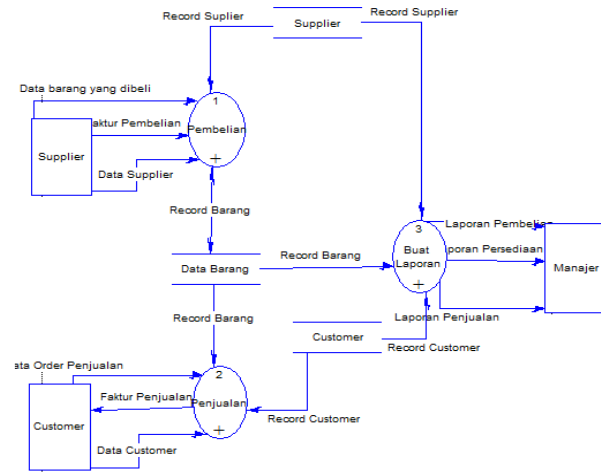 Record Suplier
Record Suplier
Supplier
Data barang yang dibeli
1
aktur Pembelian
Pembelian
Supplier
+
Data Supplier
Record Barang
3
Laporan Pembelian
Record Barang
Buat
Laporan
poran Persediaan
Data Barang
Manajer
+
Record Barang
Laporan Penjualan
Customer
Record Customer
ata Order Penjualan
2
Faktur Penjualan
Penjualan
Record Customer
Customer
+
Data Customer